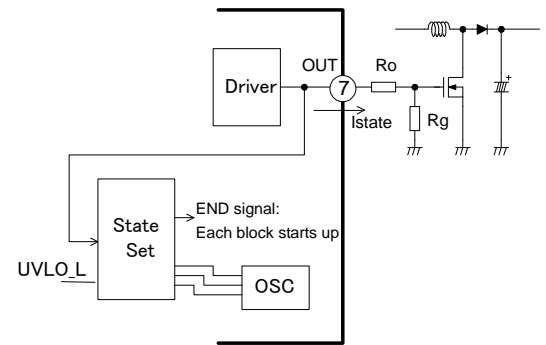 OUT
Driver
7
Ro
Istate
Rg
+
State
Set
END signal:
Each block starts up
UVLO_L
OSC